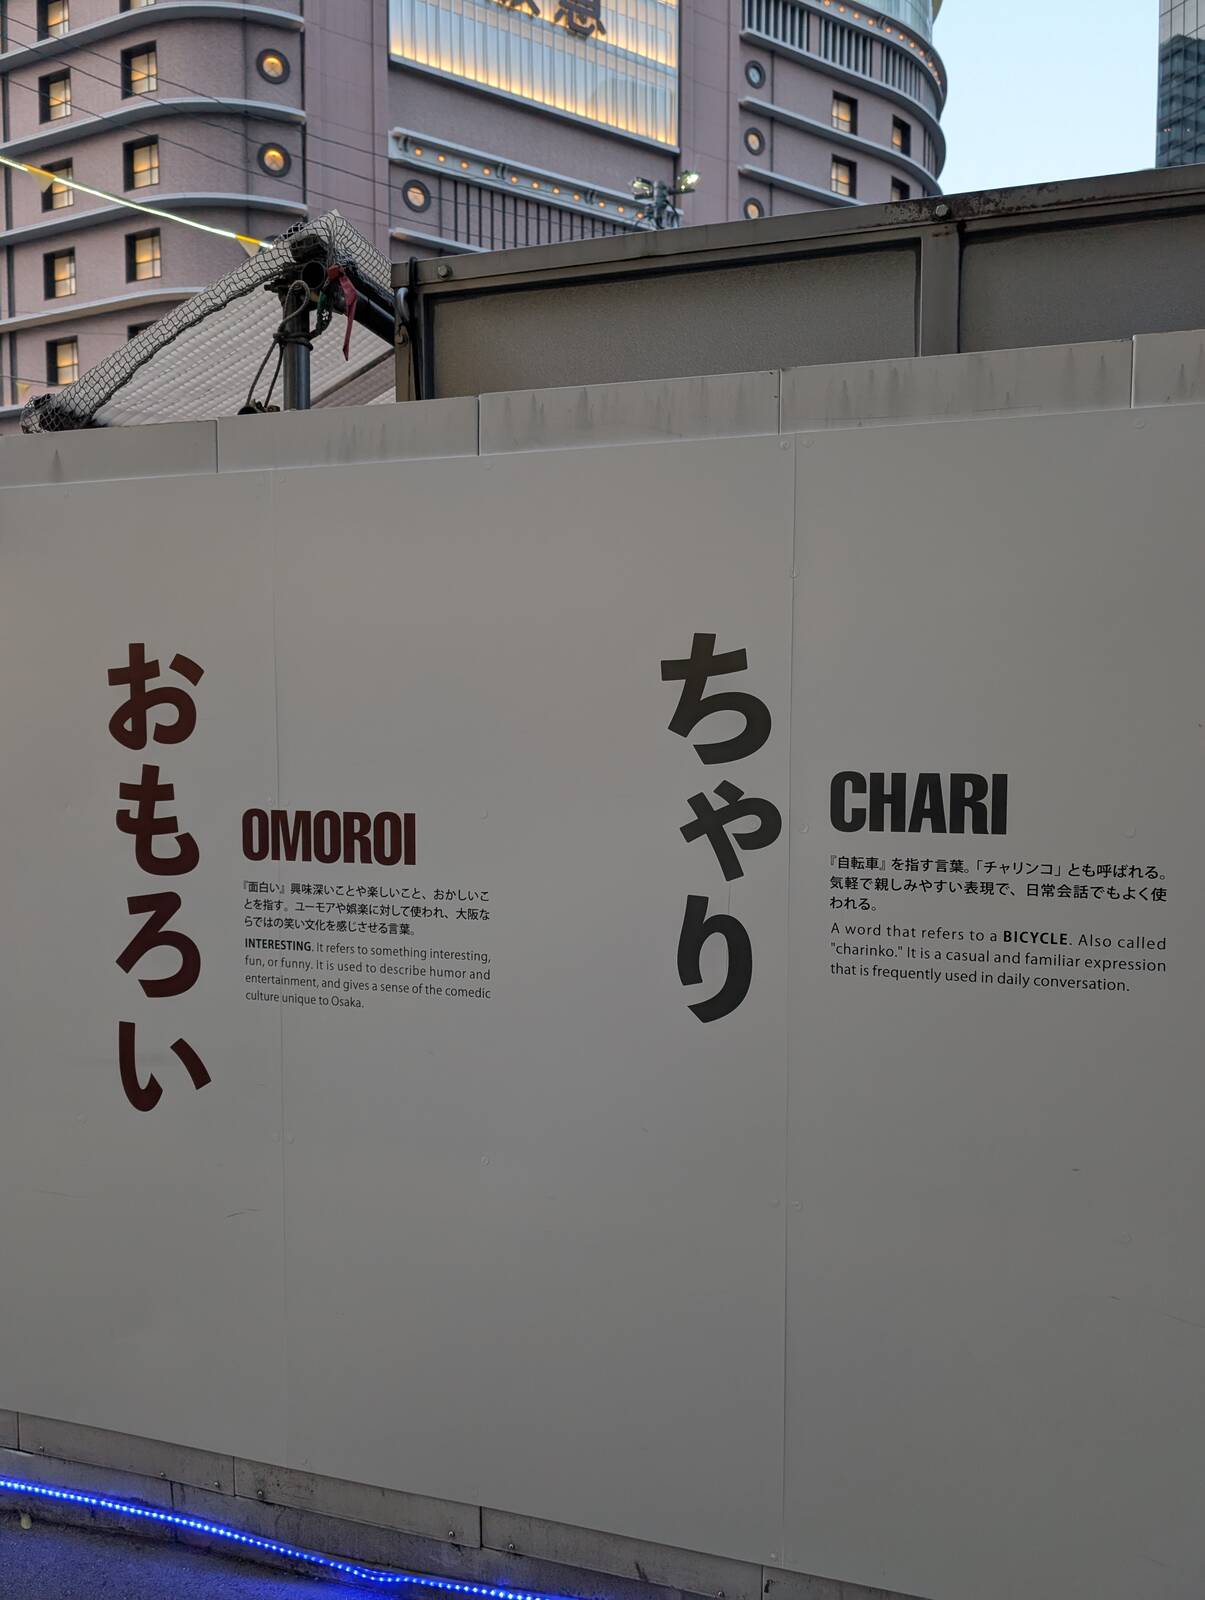 おもろい
OMOROI
『面白い』興味深いことや楽しいこと、おかしいこ
とを指す。ユーモアや娯楽に対して使われ、大阪な
らではの笑い文化を感じさせる言葉。
INTERESTING. It refers to something interesting,
fun, or funny. It is used to describe humor and
entertainment, and gives a sense of the comedic
culture unique to Osaka.
ちゃり
CHARI
『自転車』を指す言葉。「チャリンコ」とも呼ばれる。
気軽で親しみやすい表現で、日常会話でもよく使
われる。
A word that refers to a BICYCLE. Also called
"charinko." It is a casual and familiar expression
that is frequently used in daily conversation.